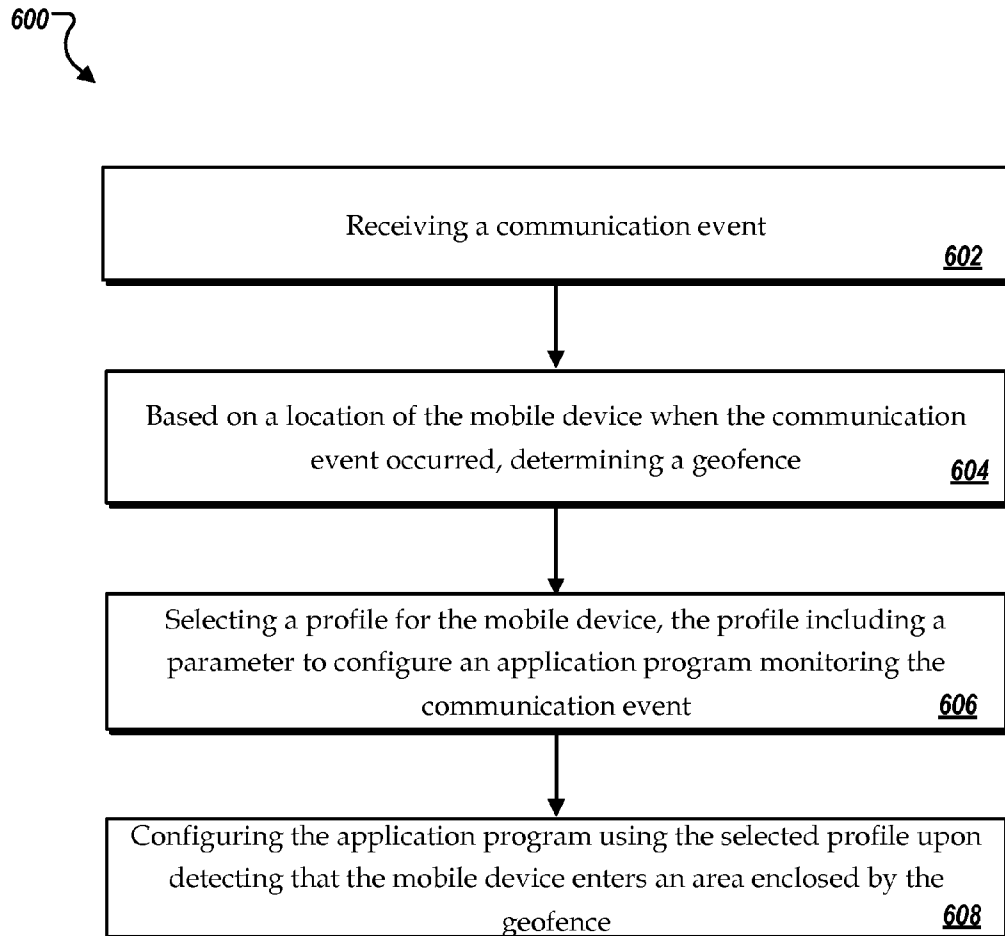 600
Receiving a communication event
602
Based on a location of the mobile device when the communication
event occurred, determining a geofence
604
Selecting a profile for the mobile device, the profile including a
parameter to configure an application program monitoring the
communication event
606
Configuring the application program using the selected profile upon
detecting that the mobile device enters an area enclosed by the
geofence
608